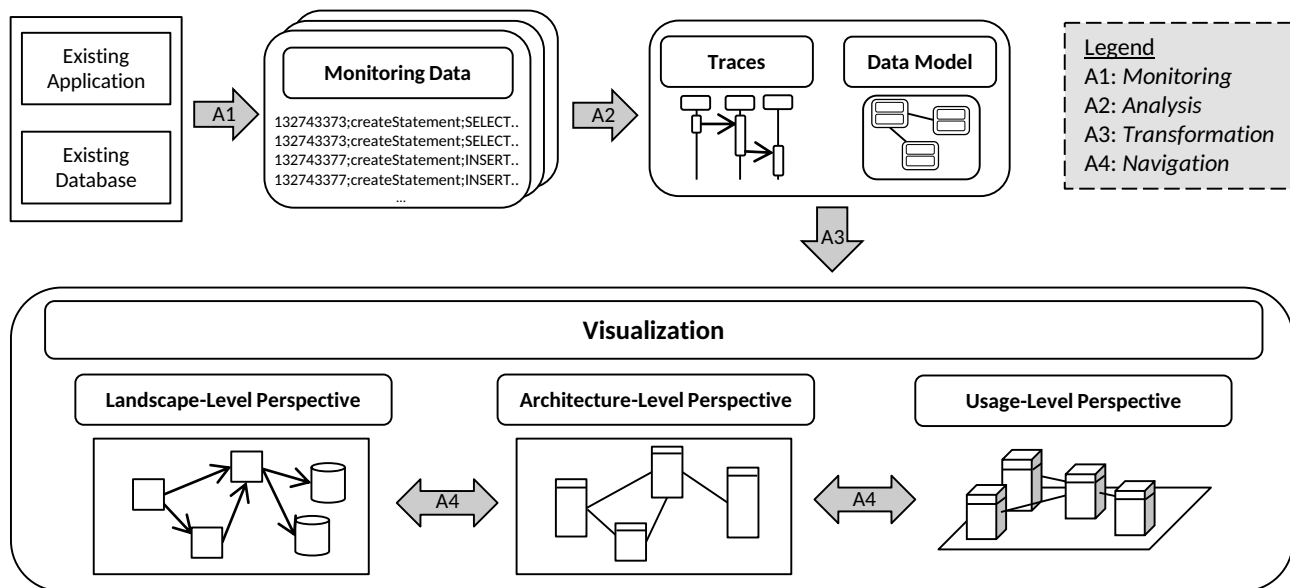 Existing
Application
Existing
Database
A1
Monitoring Data
132743373;createStatement;SELECT..
132743373;createStatement;SELECT..
132743377;createStatement;INSERT..
132743377;createStatement;INSERT..
...
A2
Traces
Data Model
Legend
A1: Monitoring
A2: Analysis
A3: Transformation
A4: Navigation
A3
Visualization
Landscape-Level Perspective
Architecture-Level Perspective
Usage-Level Perspective
A4
A4